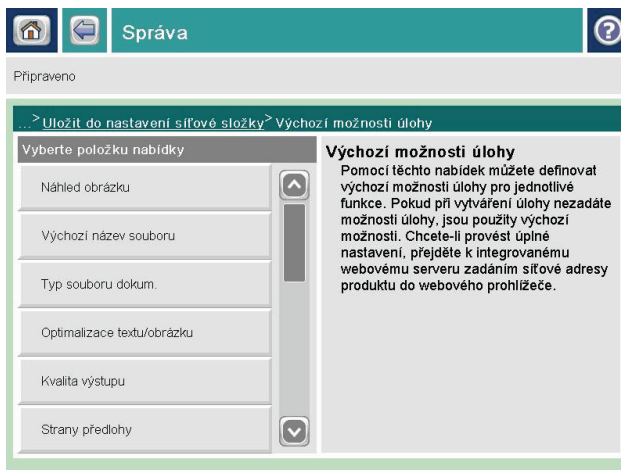 Správa
Připraveno
...> Uložit do nastavení síťové složky > Výchozí možnosti úlohy
Vyberte položku nabídky
Náhled obrázku
Výchozí název souboru
Typ souboru dokum.
Optimalizace textu/obrázku
Kvalita výstupu
Strany předlohy
Výchozí možnosti úlohy
Pomocí těchto nabídek můžete definovat
výchozí možnosti úlohy pro jednotlivé
funkce. Pokud při vytváření úlohy nezadáte
možnosti úlohy, jsou použity výchozí
možnosti. Chcete-li provést úplné
nastavení, přejděte k integrovanému
webovému serveru zadáním síťové adresy
produktu do webového prohlížeče.